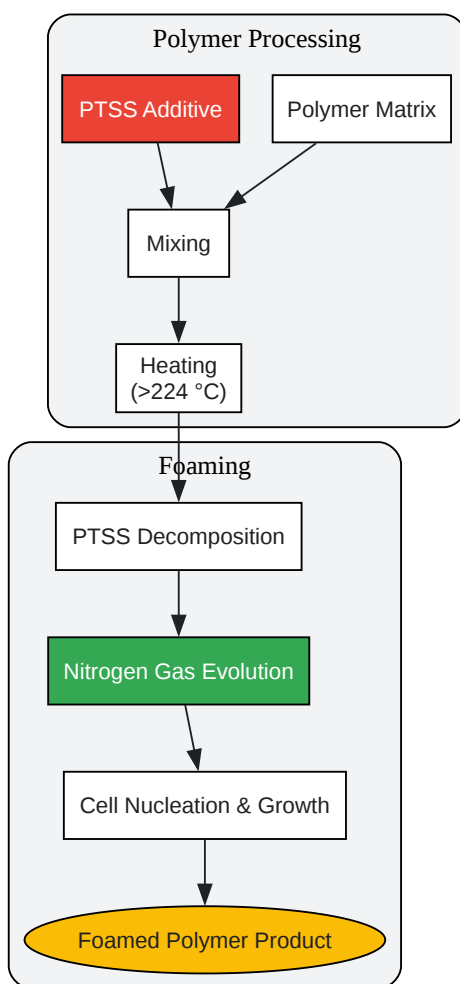 Polymer Processing
PTSS Additive
Polymer Matrix
Mixing
Heating
(>224 °C)
Foaming
PTSS Decomposition
Nitrogen Gas Evolution
Cell Nucleation & Growth
Foamed Polymer Product